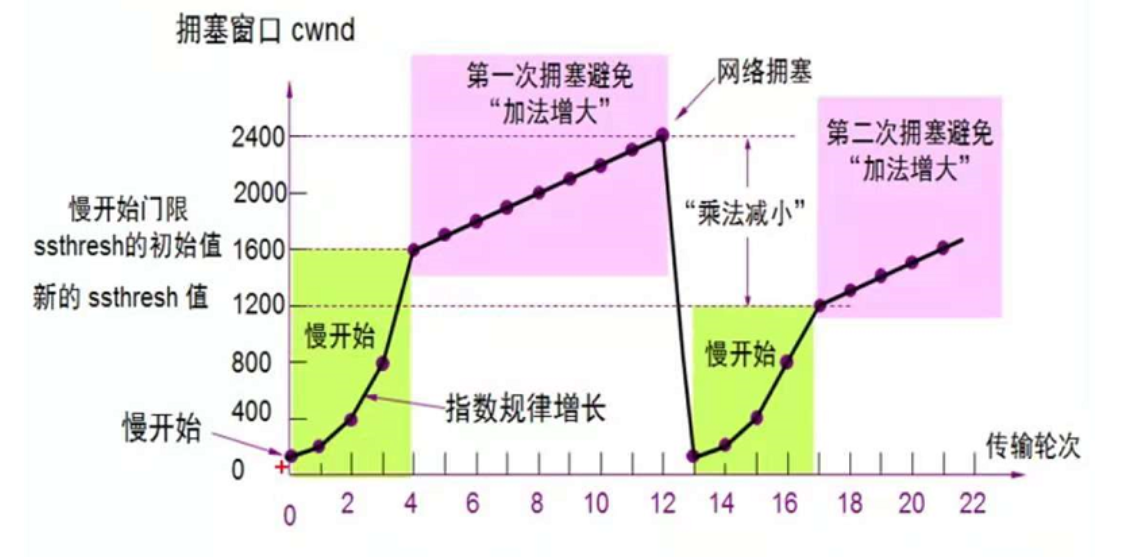 拥塞窗口 cwnd
第一次拥塞避免
“加法增大”
网络拥塞
第二次拥塞避免
“加法增大”
2400
2000
慢开始门限
ssthresh的初始值
1600
“乘法减小”
新的 ssthresh 值
1200
慢开始
慢开始
800
400
指数规律增长
慢开始
0
传输轮次
0
2
4
6
8
10
12
14
16
18
20
22